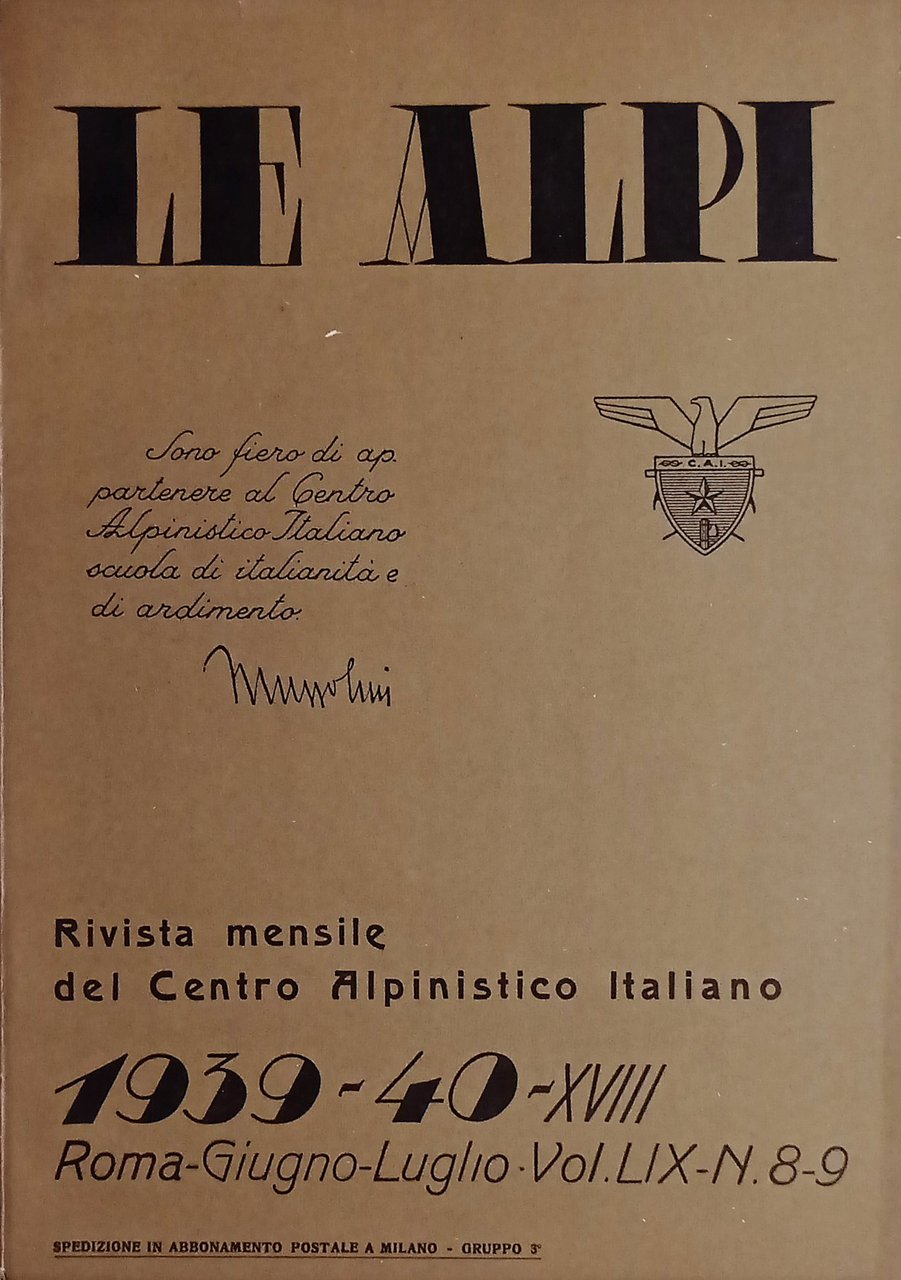 LE ALPI
Sono fiero di ap.
partenere al Centro
Alpinistico Italiano
scuola di italianità e
di ardimento.
Mussolini
C.A.I.
Rivista mensile
del Centro Alpinistico Italiano
1939-40-XVIII
Roma-Giugno-Luglio·Vol.LIX-N. 8-9
SPEDIZIONE IN ABBONAMENTO POSTALE A MILANO - GRUPPO 3°